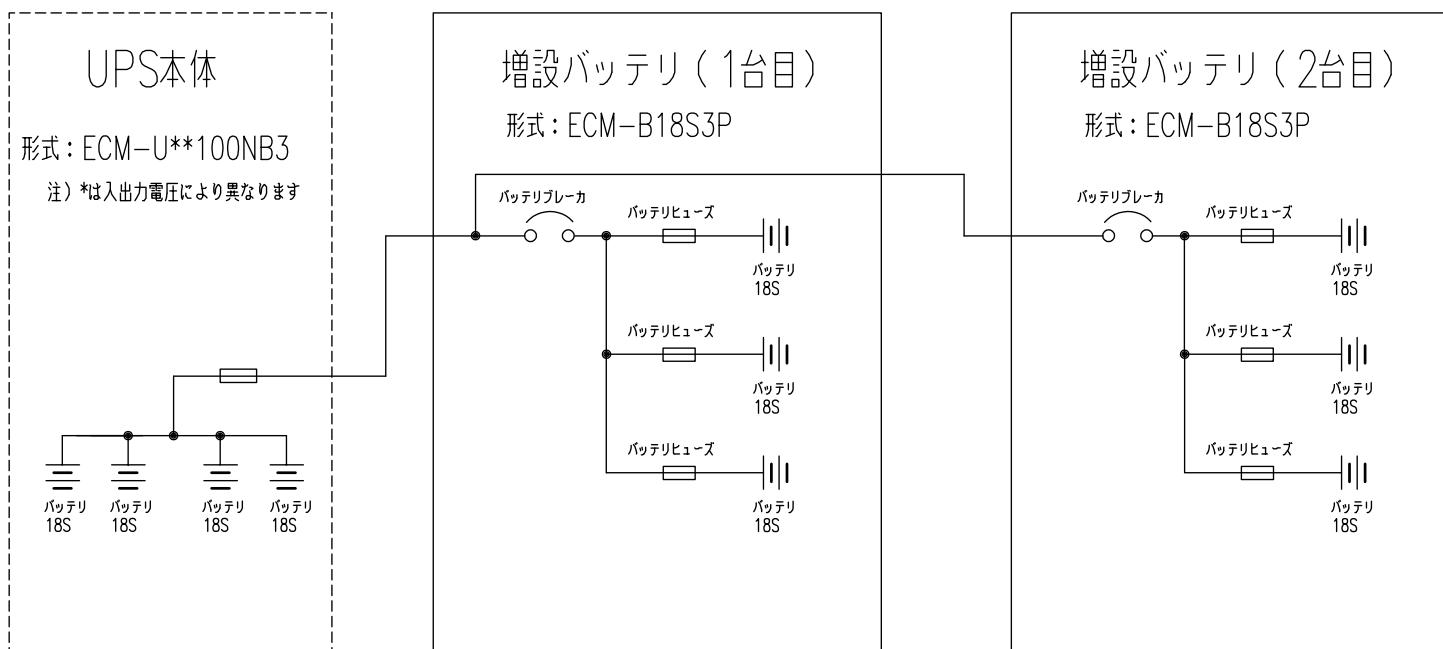 UPS本体
形式：ECM-U**100NB3
注）*は入出力電圧により異なります
バッテリ
18S
バッテリ
18S
バッテリ
18S
バッテリ
18S
増設バッテリ（1台目）
形式：ECM-B18S3P
バッテリブレーカ
バッテリヒューズ
バッテリ
18S
バッテリヒューズ
バッテリ
18S
バッテリヒューズ
バッテリ
18S
増設バッテリ（2台目）
形式：ECM-B18S3P
バッテリブレーカ
バッテリヒューズ
バッテリ
18S
バッテリヒューズ
バッテリ
18S
バッテリヒューズ
バッテリ
18S